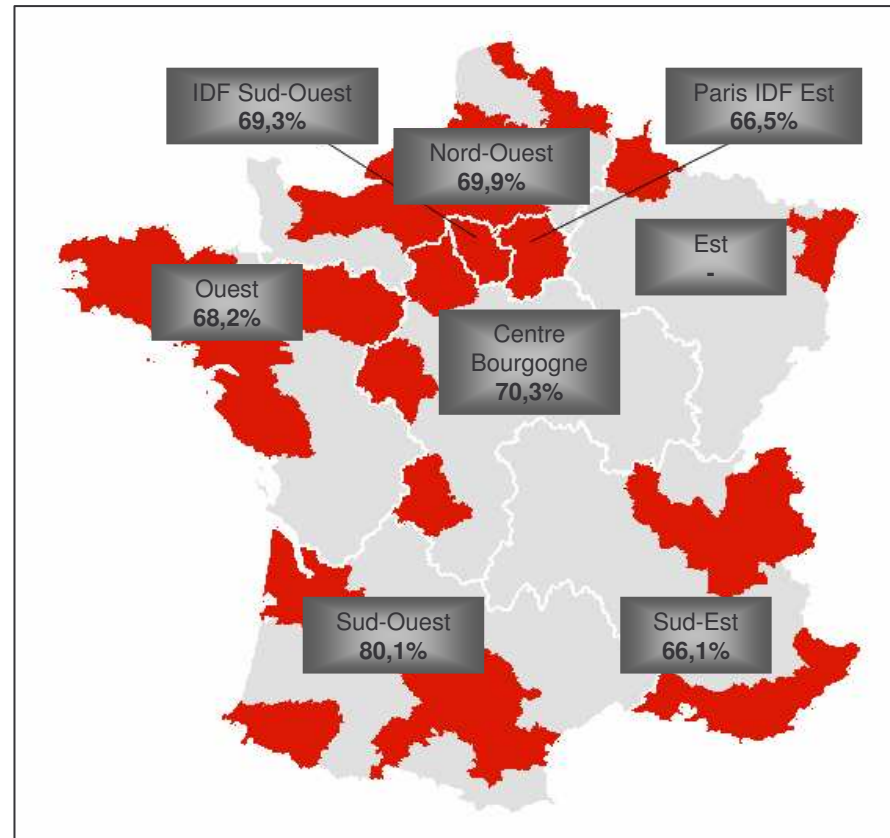 IDF Sud-Ouest
69,3%
Paris IDF Est
66,5%
Nord-Ouest
69,9%
Est
-
Ouest
68,2%
Centre
Bourgogne
70,3%
Sud-Ouest
80,1%
Sud-Est
66,1%